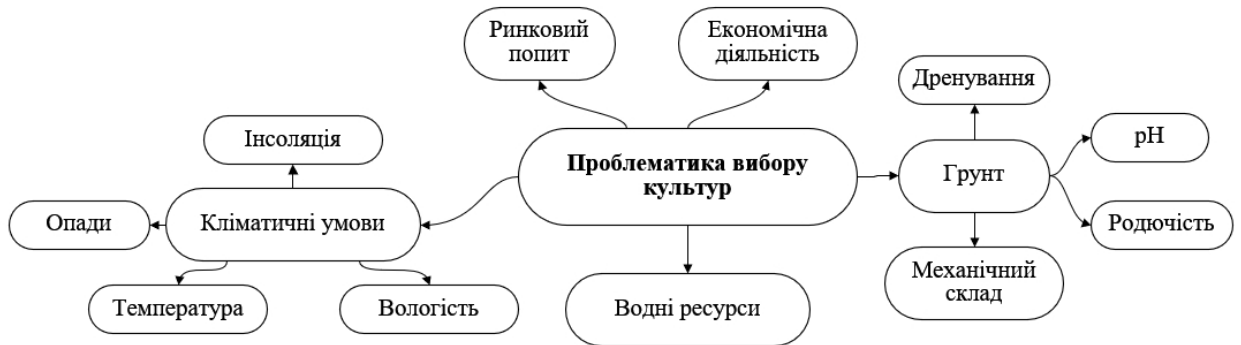 Ринковий
попит
Економічна
діяльність
Дренування
Інсоляція
рН
Проблематика вибору
культур
Грунт
Опади
Кліматичні умови
Родючість
Температура
Вологість
Водні ресурси
Механічний
склад